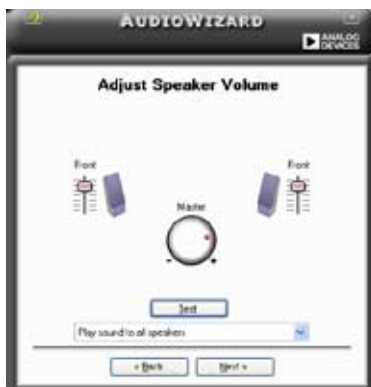 AUDIOWIZARD
ANALOG
DEVICES
Adjust Speaker Volume
Front Front
Master
- +
Test
Play sound to all speakers
< Back Next >